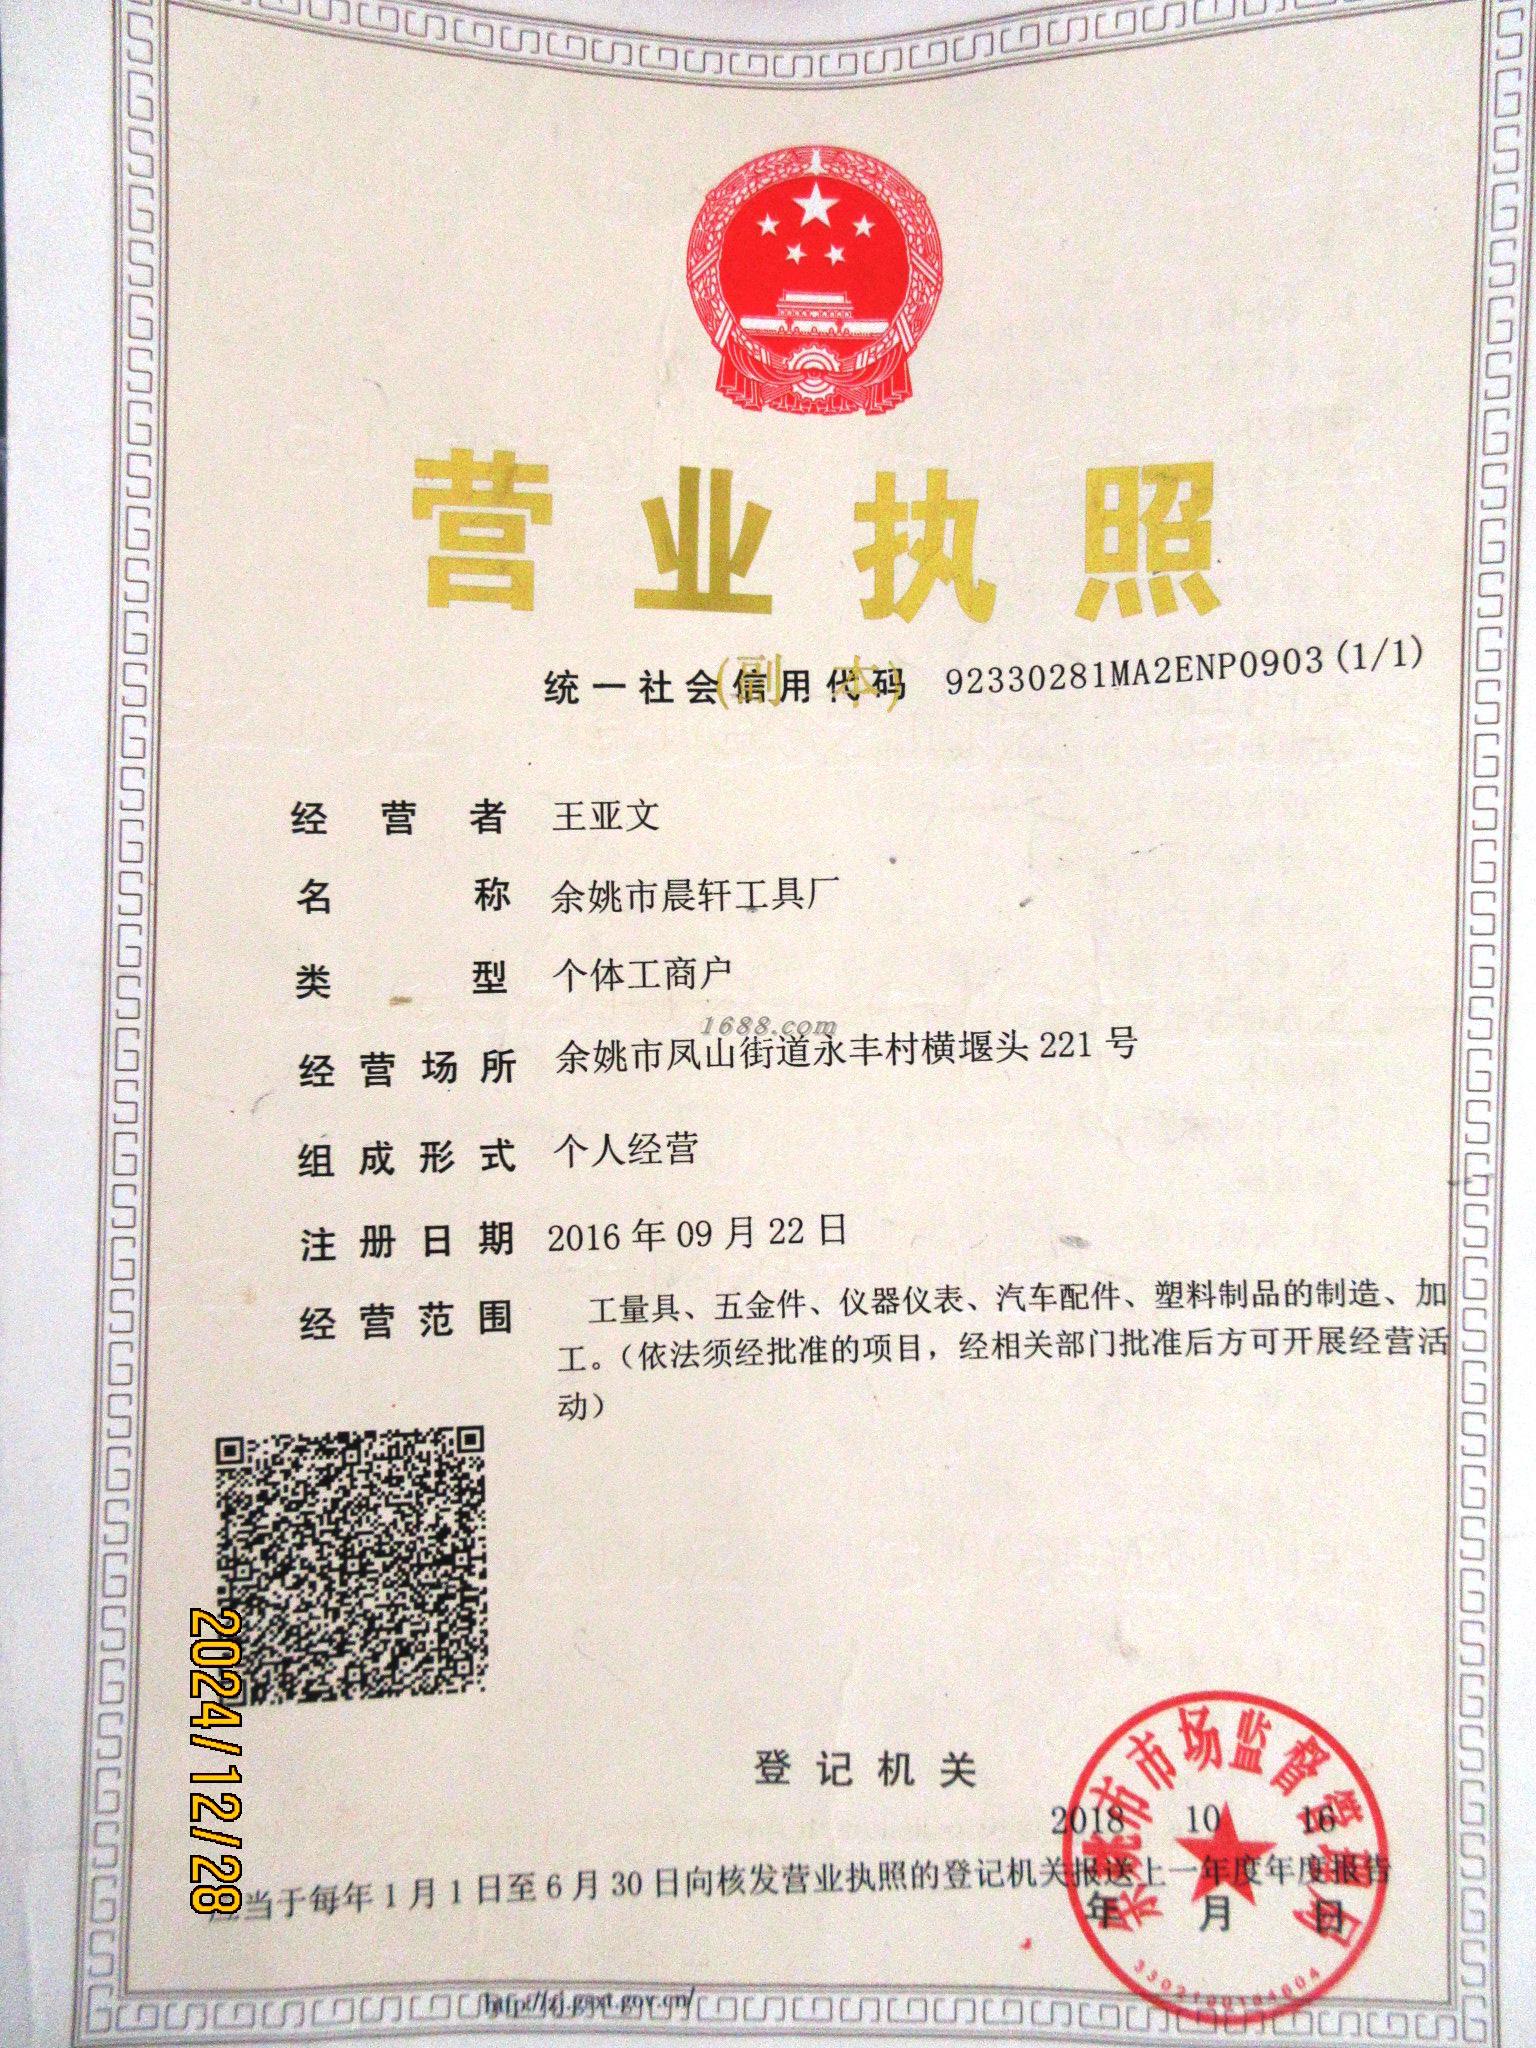 营业执照
(副 本)
统一社会信用代码 92330281MA2ENP0903(1/1)
经营者 王亚文
名称 余姚市晨轩工具厂
类型 个体工商户
1688.com
经营场所 余姚市凤山街道永丰村横堰头221号
组成形式 个人经营
注册日期 2016年09月22日
经营范围 工量具、五金件、仪器仪表、汽车配件、塑料制品的制造、加
工。(依法须经批准的项目，经相关部门批准后方可开展经营活
动)
2024/12/28
登记机关
余姚市市场监督管理局
2018 10 16
应当于每年1月1日至6月30日向核发营业执照的登记机关报送上一年度年度报告
年 月 日